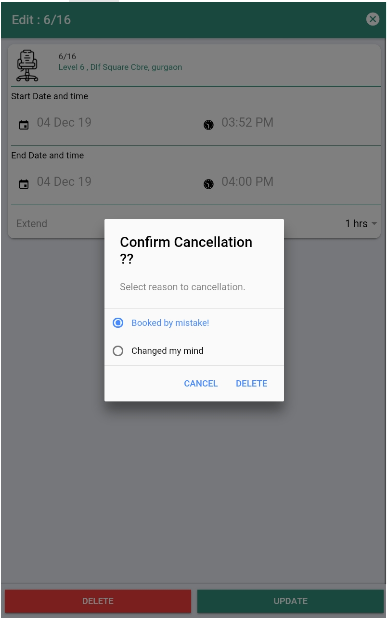 Edit : 6/16
6/16
Level 6 , Dlf Square Cbre, gurgaon
Start Date and time
04 Dec 19 03:52 PM
End Date and time
04 Dec 19 04:00 PM
Extend 1 hrs
Confirm Cancellation
??
Select reason to cancellation.
Booked by mistake!
Changed my mind
CANCEL DELETE
DELETE UPDATE